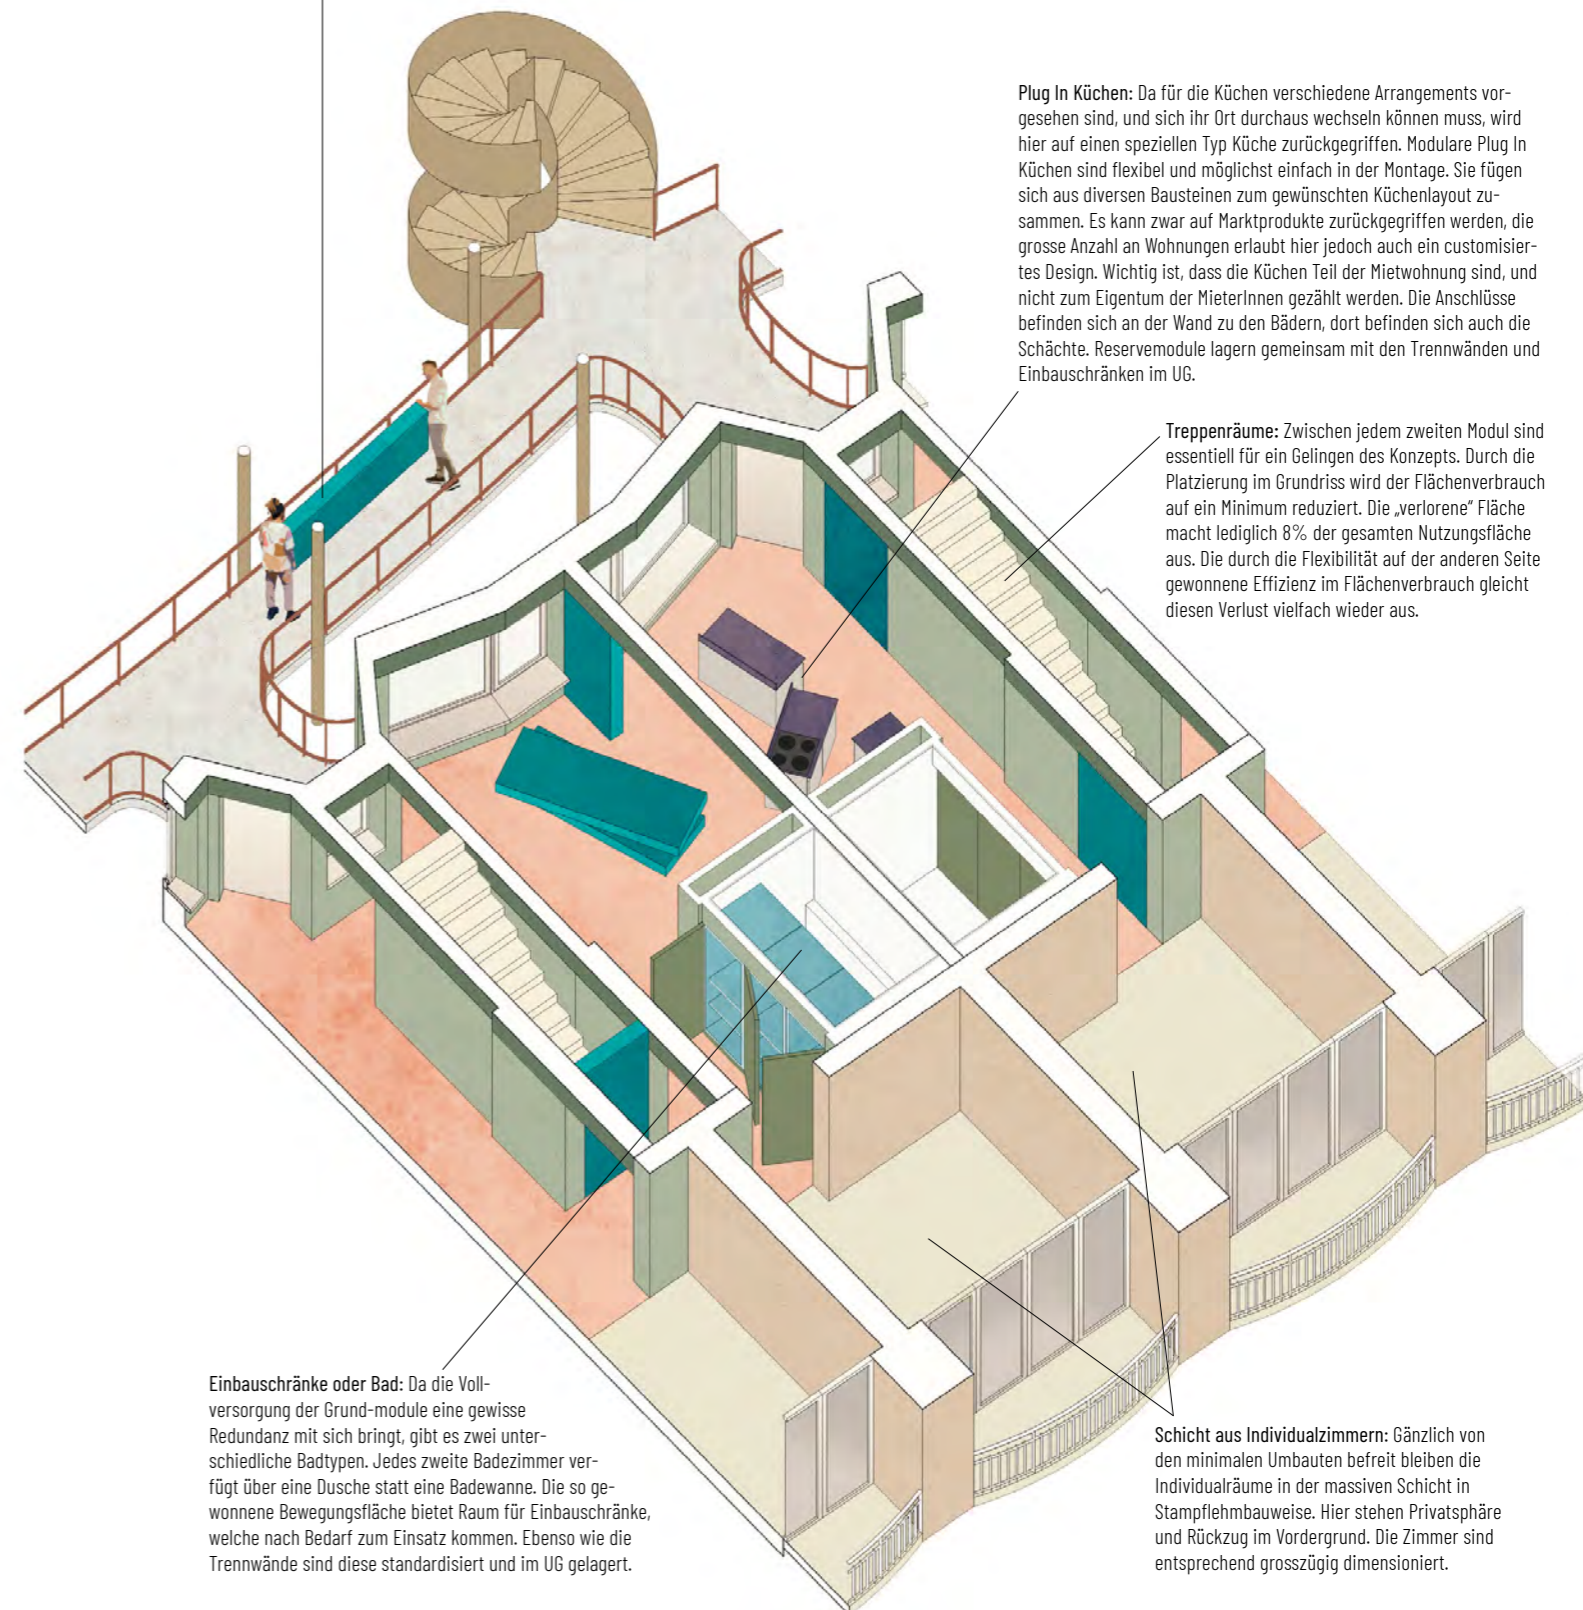 Plug In Küchen: Da für die Küchen verschiedene Arrangements vor-
gesehen sind, und sich ihr Ort durchaus wechseln können muss, wird
hier auf einen speziellen Typ Küche zurückgegriffen. Modulare Plug In
Küchen sind flexibel und möglichst einfach in der Montage. Sie fügen
sich aus diversen Bausteinen zum gewünschten Küchenlayout zu-
sammen. Es kann zwar auf Marktprodukte zurückgegriffen werden, die
grosse Anzahl an Wohnungen erlaubt hier jedoch auch ein customisier-
tes Design. Wichtig ist, dass die Küchen Teil der Mietwohnung sind, und
nicht zum Eigentum der MieterInnen gezählt werden. Die Anschlüsse
befinden sich an der Wand zu den Bädern, dort befinden sich auch die
Schächte. Reservemodule lagern gemeinsam mit den Trennwänden und
Einbauschränken im UG.
Treppenräume: Zwischen jedem zweiten Modul sind
essentiell für ein Gelingen des Konzepts. Durch die
Platzierung im Grundriss wird der Flächenverbrauch
auf ein Minimum reduziert. Die „verlorene“ Fläche
macht lediglich 8% der gesamten Nutzungsfläche
aus. Die durch die Flexibilität auf der anderen Seite
gewonnene Effizienz im Flächenverbrauch gleicht
diesen Verlust vielfach wieder aus.
Einbauschränke oder Bad: Da die Voll-
versorgung der Grund-module eine gewisse
Redundanz mit sich bringt, gibt es zwei unter-
schiedliche Badtypen. Jedes zweite Badezimmer ver-
fügt über eine Dusche statt eine Badewanne. Die so ge-
wonnene Bewegungsfläche bietet Raum für Einbauschränke,
welche nach Bedarf zum Einsatz kommen. Ebenso wie die
Trennwände sind diese standardisiert und im UG gelagert.
Schicht aus Individualzimmern: Gänzlich von
den minimalen Umbauten befreit bleiben die
Individualräume in der massiven Schicht in
Stampflehmbauweise. Hier stehen Privatsphäre
und Rückzug im Vordergrund. Die Zimmer sind
entsprechend grosszügig dimensioniert.